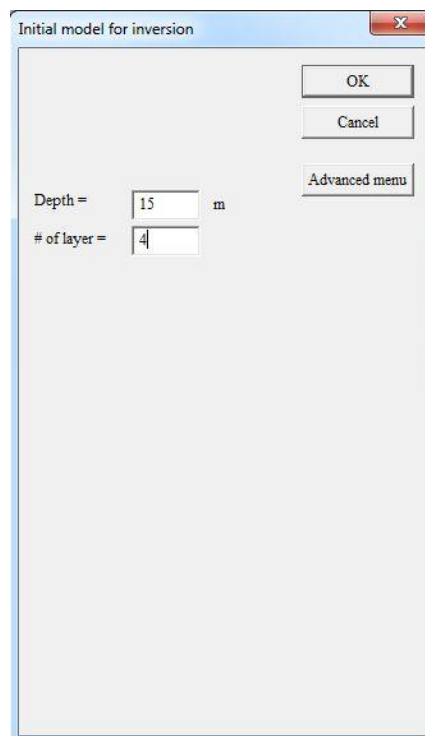 Initial model for inversion
OK
Cancel
Advanced menu
Depth = 15 m
# of layer = 4